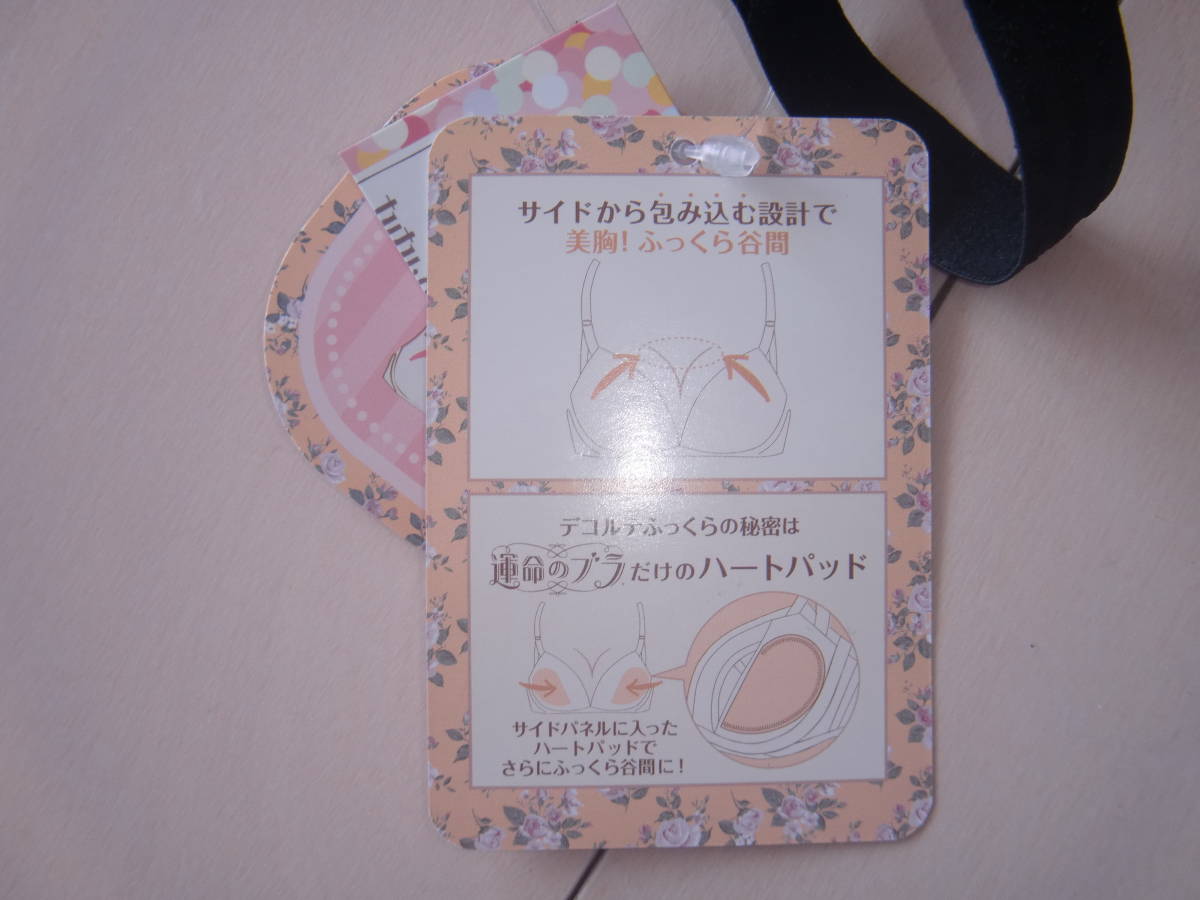 サイドから包み込む設計で
美胸!ふっくら谷間
デコルテふっくらの秘密は
運命のブラだけのハートパッド
サイドパネルに入った
ハートパッドで
さらにふっくら谷間に!